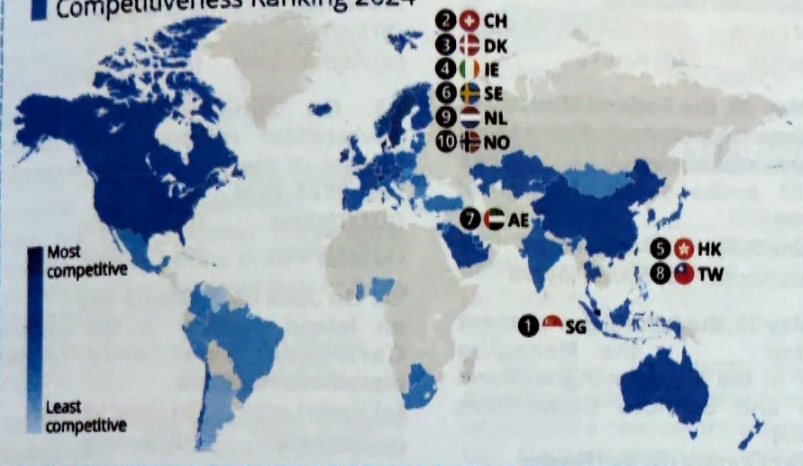 Competitiveness Ranking 2024
2 CH
3 DK
4 IE
6 SE
9 NL
10 NO
7 AE
5 HK
8 TW
1 SG
Most
competitive
Least
competitive